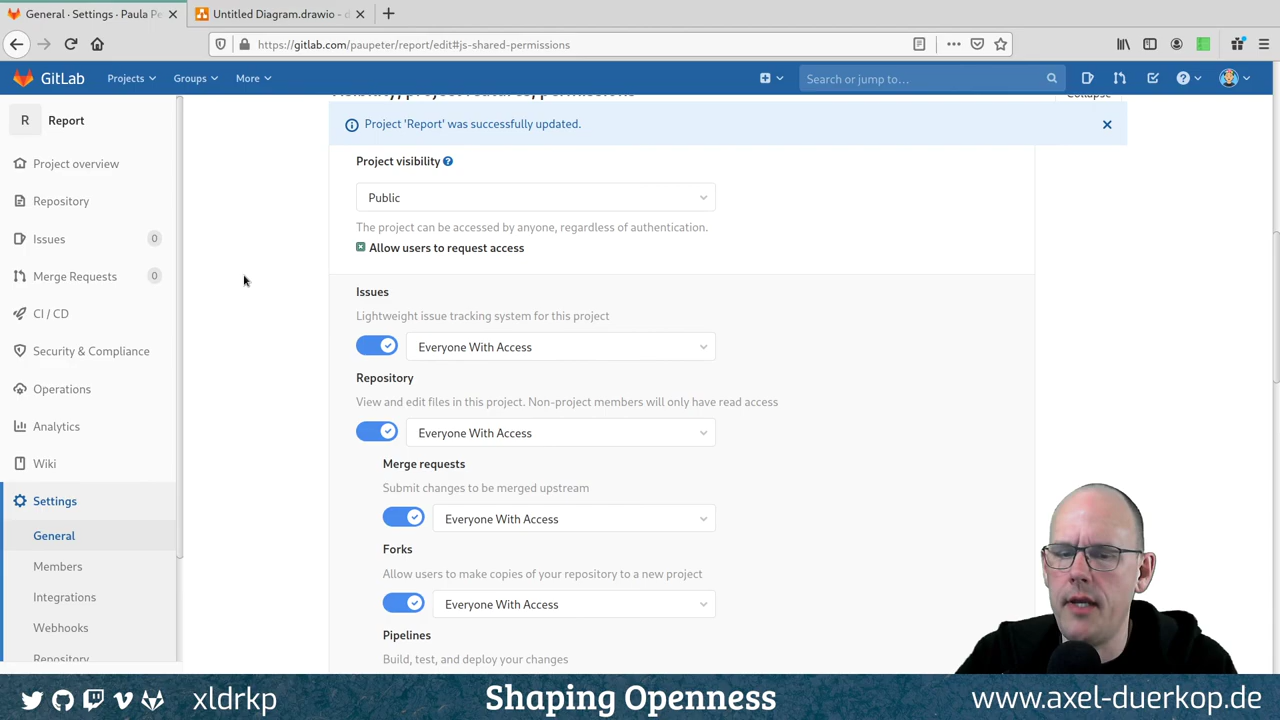 General · Settings · Paula Pe
Untitled Diagram.drawio - d
https://gitlab.com/paupeter/report/edit#js-shared-permissions
GitLab
Projects
Groups
More
Search or jump to…
R
Report
Project overview
Repository
Issues
0
Merge Requests
0
CI / CD
Security & Compliance
Operations
Analytics
Wiki
Settings
General
Members
Integrations
Webhooks
Repository
Visibility, project features, permissions
Collapse
Project 'Report' was successfully updated.
Project visibility
Public
The project can be accessed by anyone, regardless of authentication.
Allow users to request access
Issues
Lightweight issue tracking system for this project
Everyone With Access
Repository
View and edit files in this project. Non-project members will only have read access
Everyone With Access
Merge requests
Submit changes to be merged upstream
Everyone With Access
Forks
Allow users to make copies of your repository to a new project
Everyone With Access
Pipelines
Build, test, and deploy your changes
xldrkp
Shaping Openness
www.axel-duerkop.de